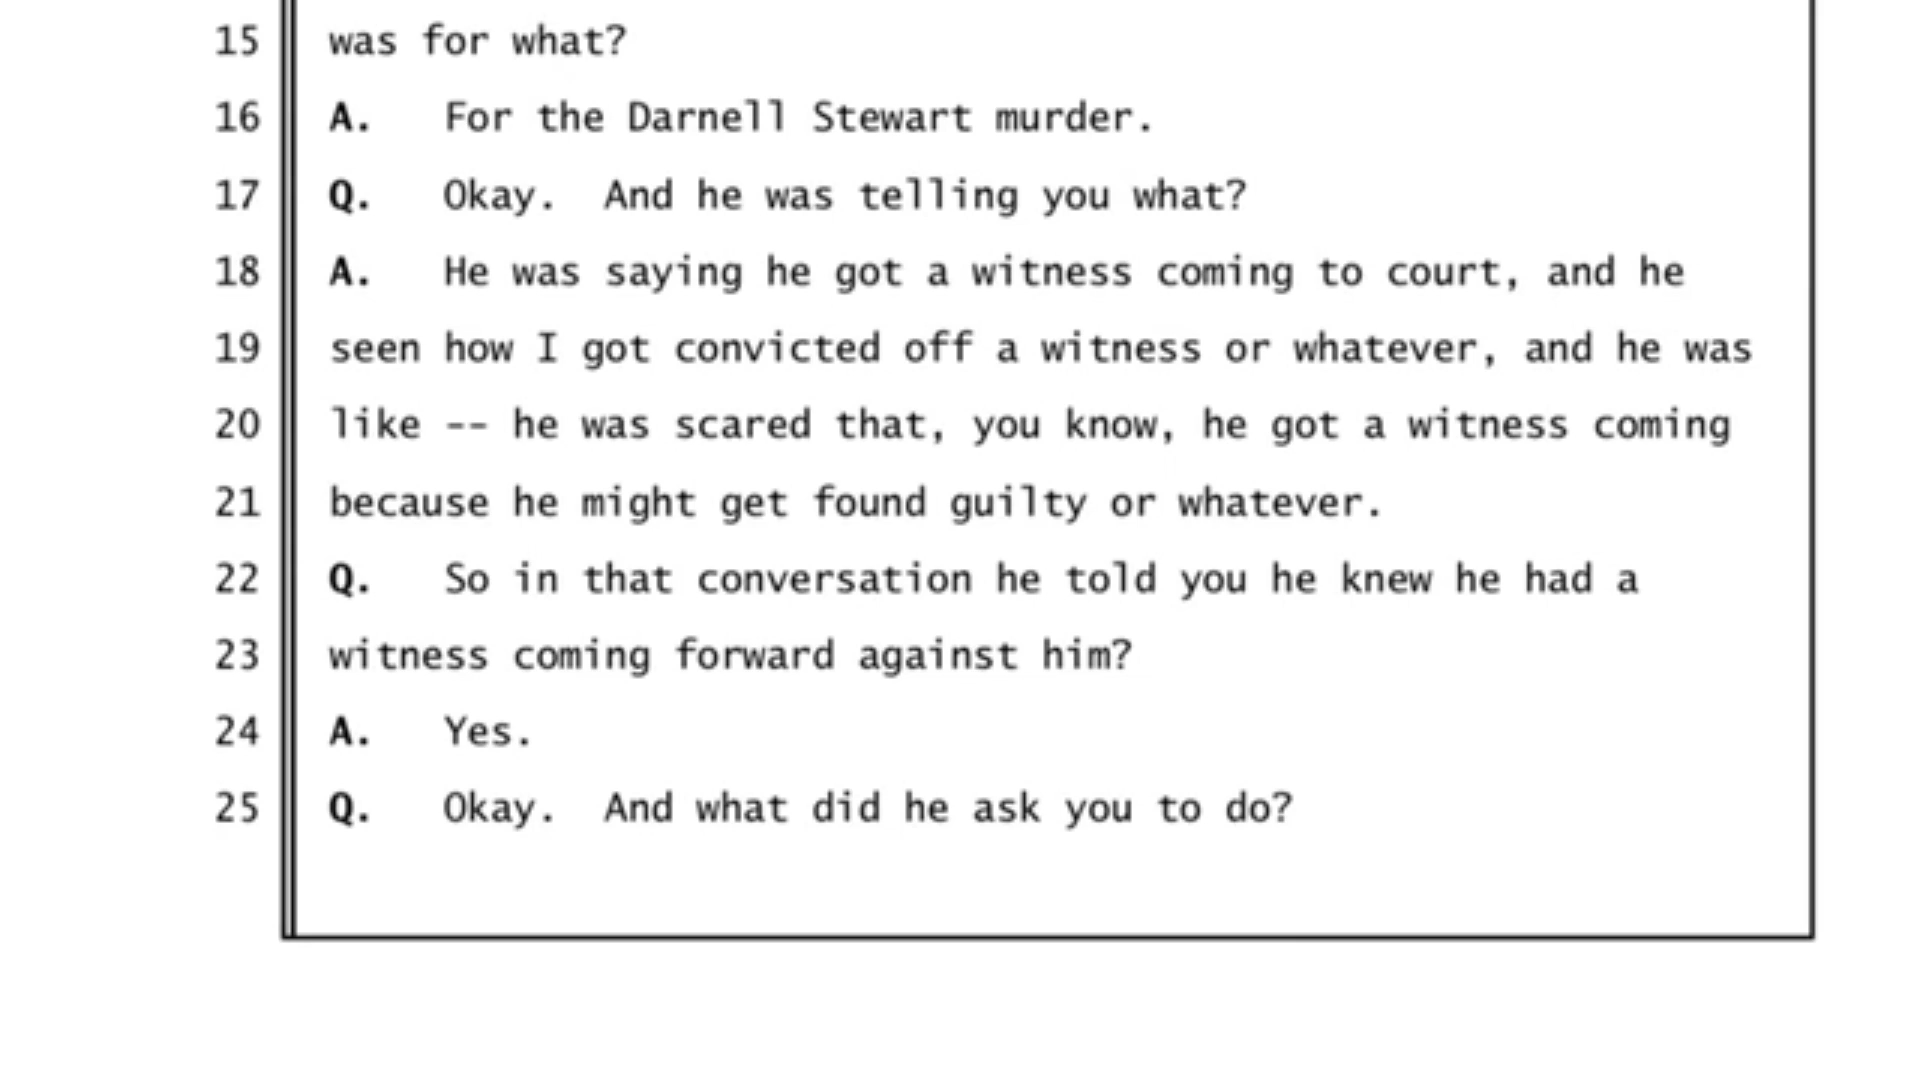 15 was for what?
16 A. For the Darnell Stewart murder.
17 Q. Okay. And he was telling you what?
18 A. He was saying he got a witness coming to court, and he
19 seen how I got convicted off a witness or whatever, and he was
20 like -- he was scared that, you know, he got a witness coming
21 because he might get found guilty or whatever.
22 Q. So in that conversation he told you he knew he had a
23 witness coming forward against him?
24 A. Yes.
25 Q. Okay. And what did he ask you to do?